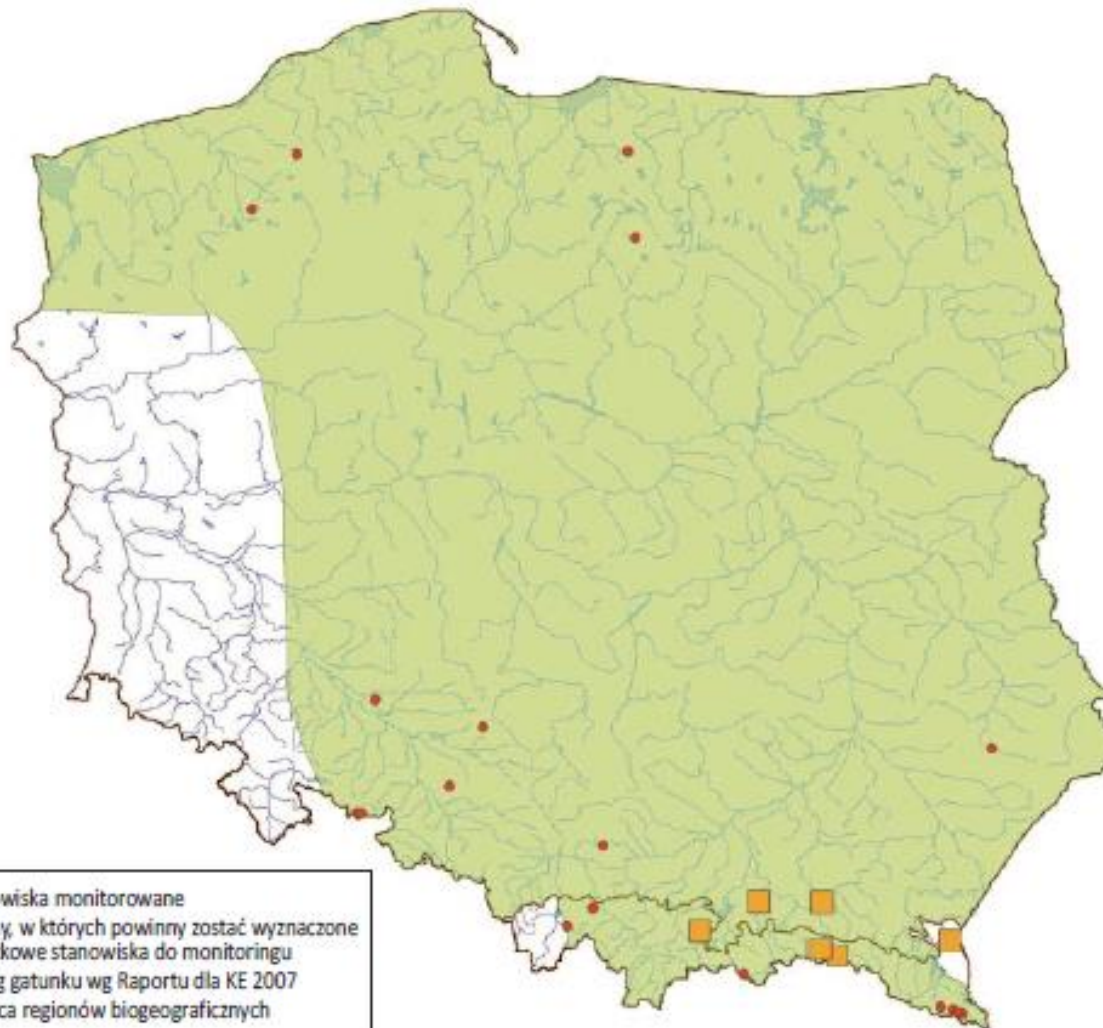 wiska monitorowane
y, w których powinny zostać wyznaczone
kowe stanowiska do monitoringu
g gatunku wg Raportu dla KE 2007
ca regionów biogeograficznych